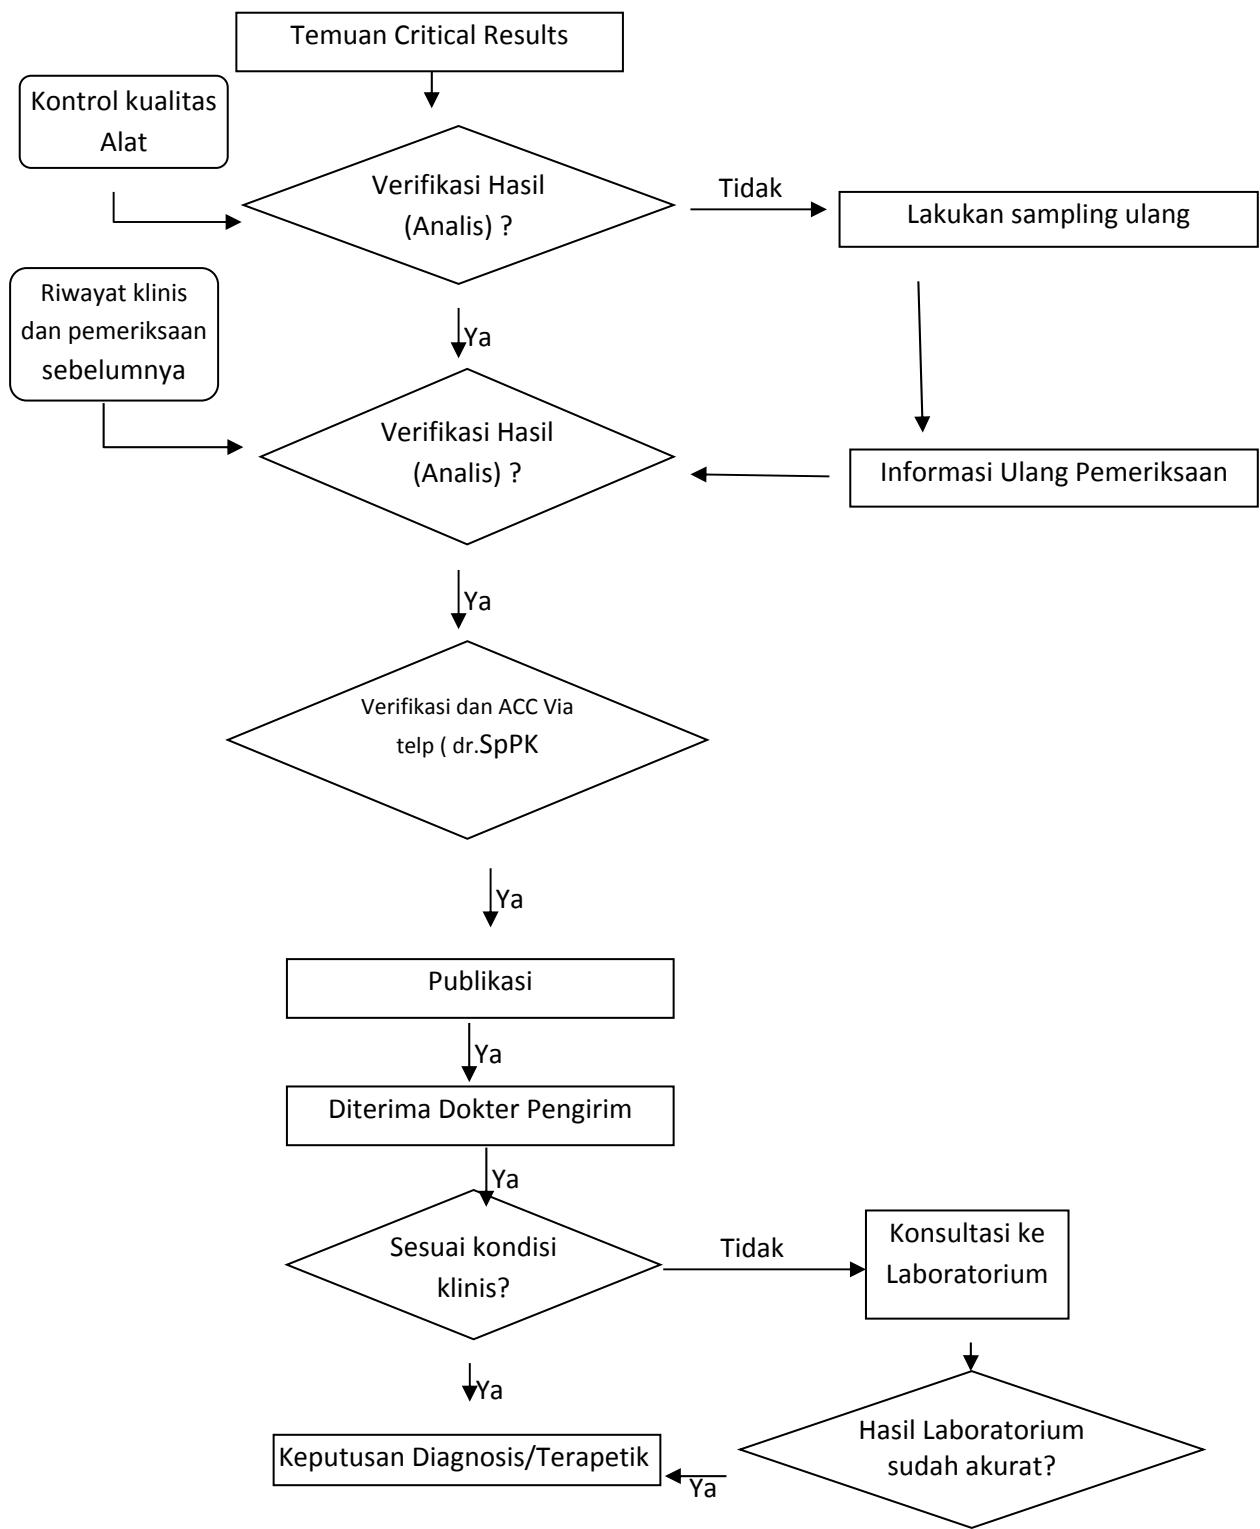 Temuan Critical Results
Kontrol kualitas
Alat
Verifikasi Hasil
(Analis) ?
Tidak
Lakukan sampling ulang
Ya
Riwayat klinis
dan pemeriksaan
sebelumnya
Verifikasi Hasil
(Analis) ?
Informasi Ulang Pemeriksaan
Ya
Verifikasi dan ACC Via
telp ( dr.SpPK
Ya
Publikasi
Ya
Diterima Dokter Pengirim
Ya
Sesuai kondisi
klinis?
Tidak
Konsultasi ke
Laboratorium
Ya
Hasil Laboratorium
sudah akurat?
Ya
Keputusan Diagnosis/Terapetik